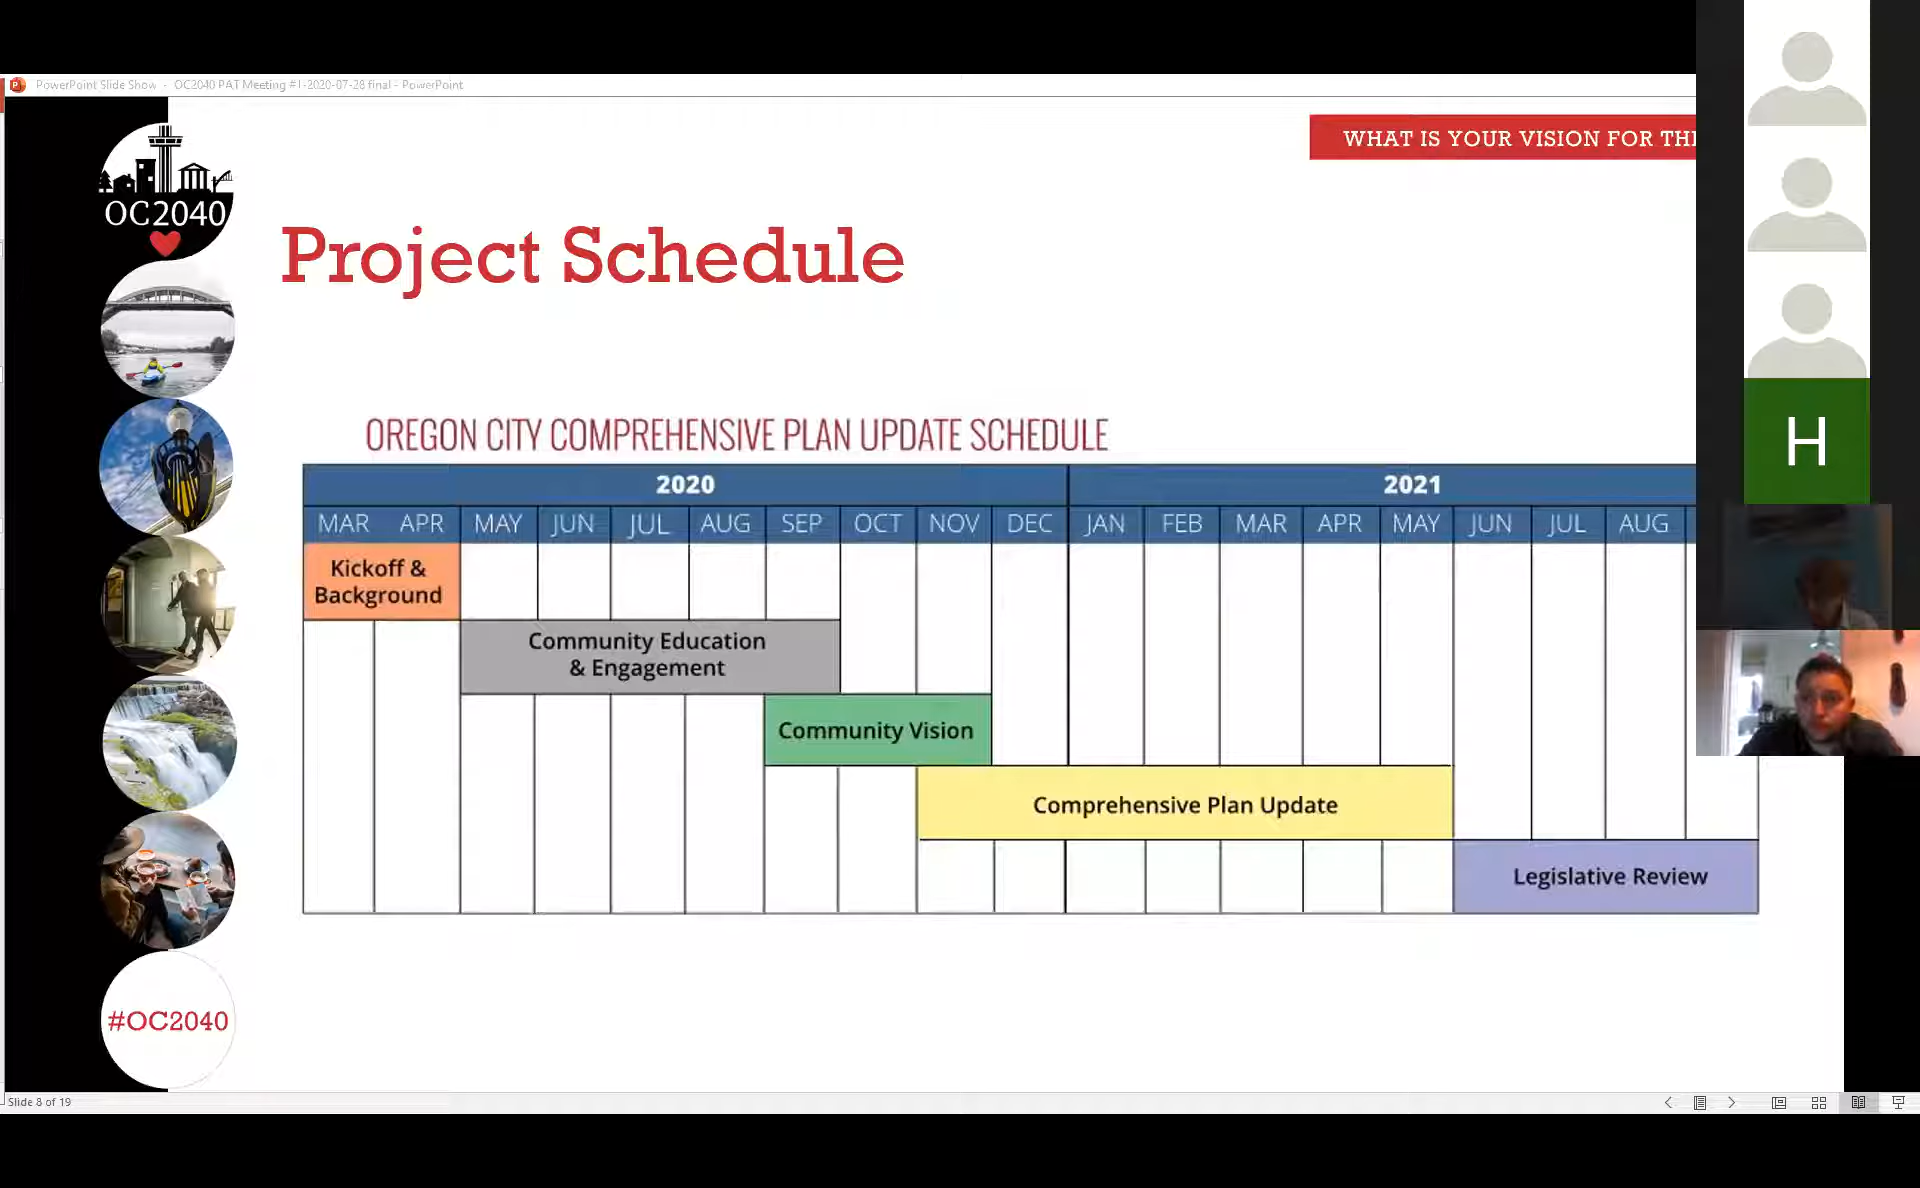 PowerPoint Slide Show - OC2040 PAT Meeting #1-2020-07-28 final - PowerPoint
WHAT IS YOUR VISION FOR
OC2040
Project Schedule
OREGON CITY COMPREHENSIVE PLAN UPDATE SCHEDULE
2020 2021
MAR APR MAY JUN JUL AUG SEP OCT NOV DEC JAN FEB MAR APR MAY JUN JUL AUG
Kickoff &
Background
Community Education
& Engagement
Community Vision
Comprehensive Plan Update
Legislative Review
H
#OC2040
Slide 8 of 19